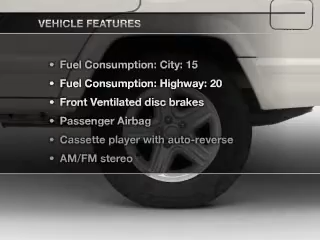 VEHICLE FEATURES
• Fuel Consumption: City: 15
• Fuel Consumption: Highway: 20
• Front Ventilated disc brakes
• Passenger Airbag
• Cassette player with auto-reverse
• AM/FM stereo